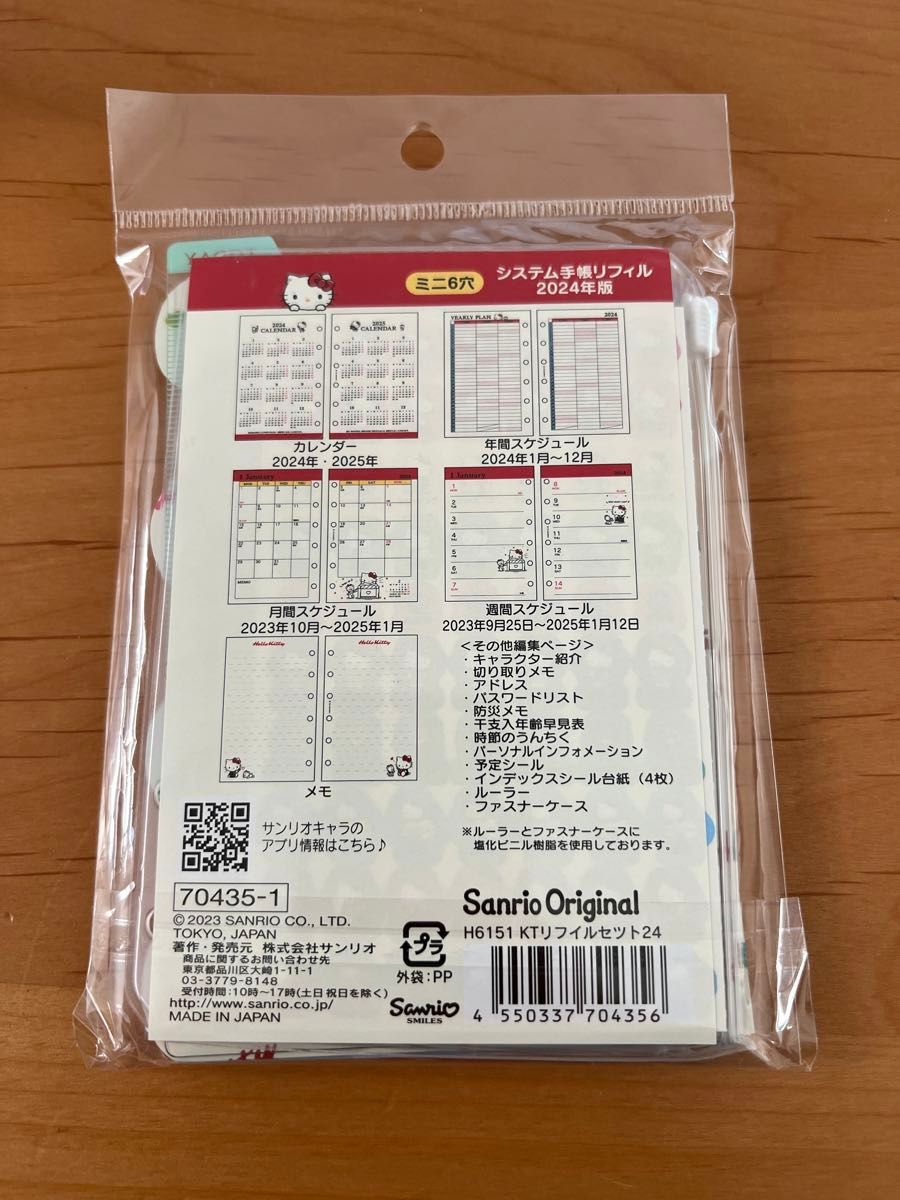 ミニ6穴
システム手帳リフィル
2024年版
2024
CALENDAR
2025
CALENDAR
カレンダー
2024年・2025年
YEARLY PLAN
2024
年間スケジュール
2024年1月〜12月
1 January
2024
MEMO
月間スケジュール
2023年10月〜2025年1月
1 January
2024
1
2
3
4
5
6
7
8
9
10
11
12
13
14
週間スケジュール
2023年9月25日〜2025年1月12日
Hello Kitty
Hello Kitty
メモ
<その他編集ページ>
・キャラクター紹介
・切り取りメモ
・アドレス
・パスワードリスト
・防災メモ
・干支入年齢早見表
・時節のうんちく
・パーソナルインフォメーション
・予定シール
・インデックスシール台紙（4枚）
・ルーラー
・ファスナーケース
※ルーラーとファスナーケースに
塩化ビニル樹脂を使用しております。
サンリオキャラの
アプリ情報はこちら♪
70435-1
© 2023 SANRIO CO., LTD.
TOKYO, JAPAN
著作・発売元 株式会社サンリオ
商品に関するお問い合わせ先
東京都品川区大崎1-11-1
03-3779-8148
受付時間:10時〜17時(土日祝日を除く)
http://www.sanrio.co.jp/
MADE IN JAPAN
プラ
外袋:PP
Sanrio
SMILES
Sanrio Original
H6151 KTリフイルセツト24
4 550337 704356